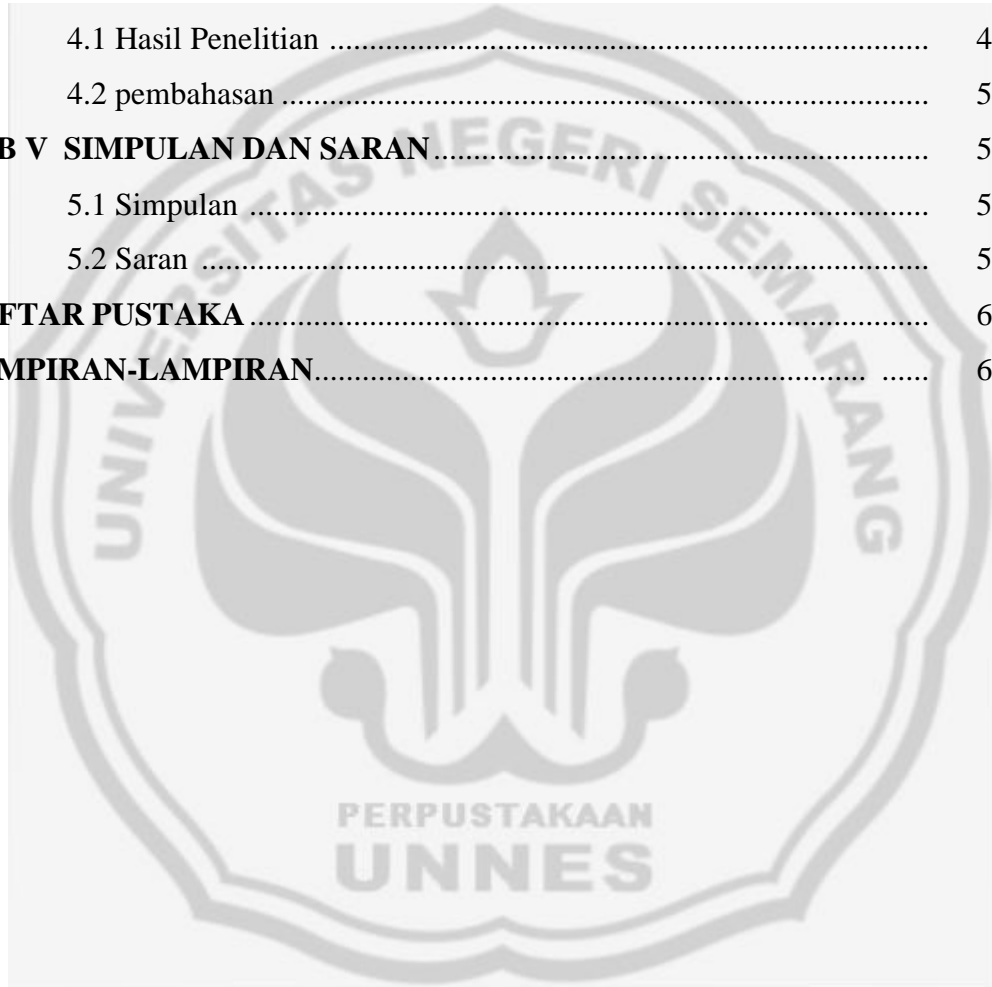 4.1 Hasil Penelitian ........................................................................... 4
4.2 pembahasan ................................................................................. 5
B V SIMPULAN DAN SARAN.............................................................. 5
5.1 Simpulan ..................................................................................... 5
5.2 Saran ........................................................................................... 5
FTAR PUSTAKA ..................................................................................... 6
MPIRAN-LAMPIRAN..................................................................... ...... 6
UNIVERSITAS NEGERI SEMARANG
PERPUSTAKAAN
UNNES